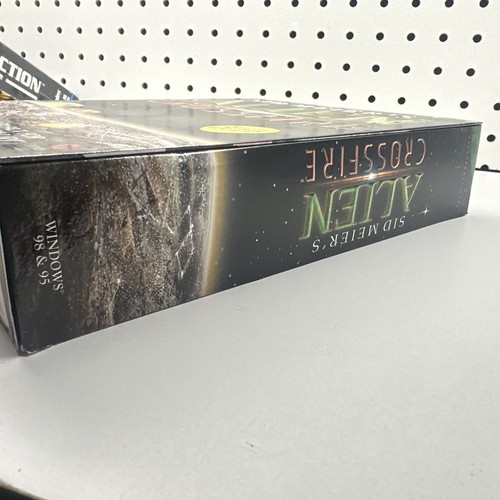 SID MEIER'S
ALIEN
CROSSFIRE
WINDOWS
98 & 95
CTION